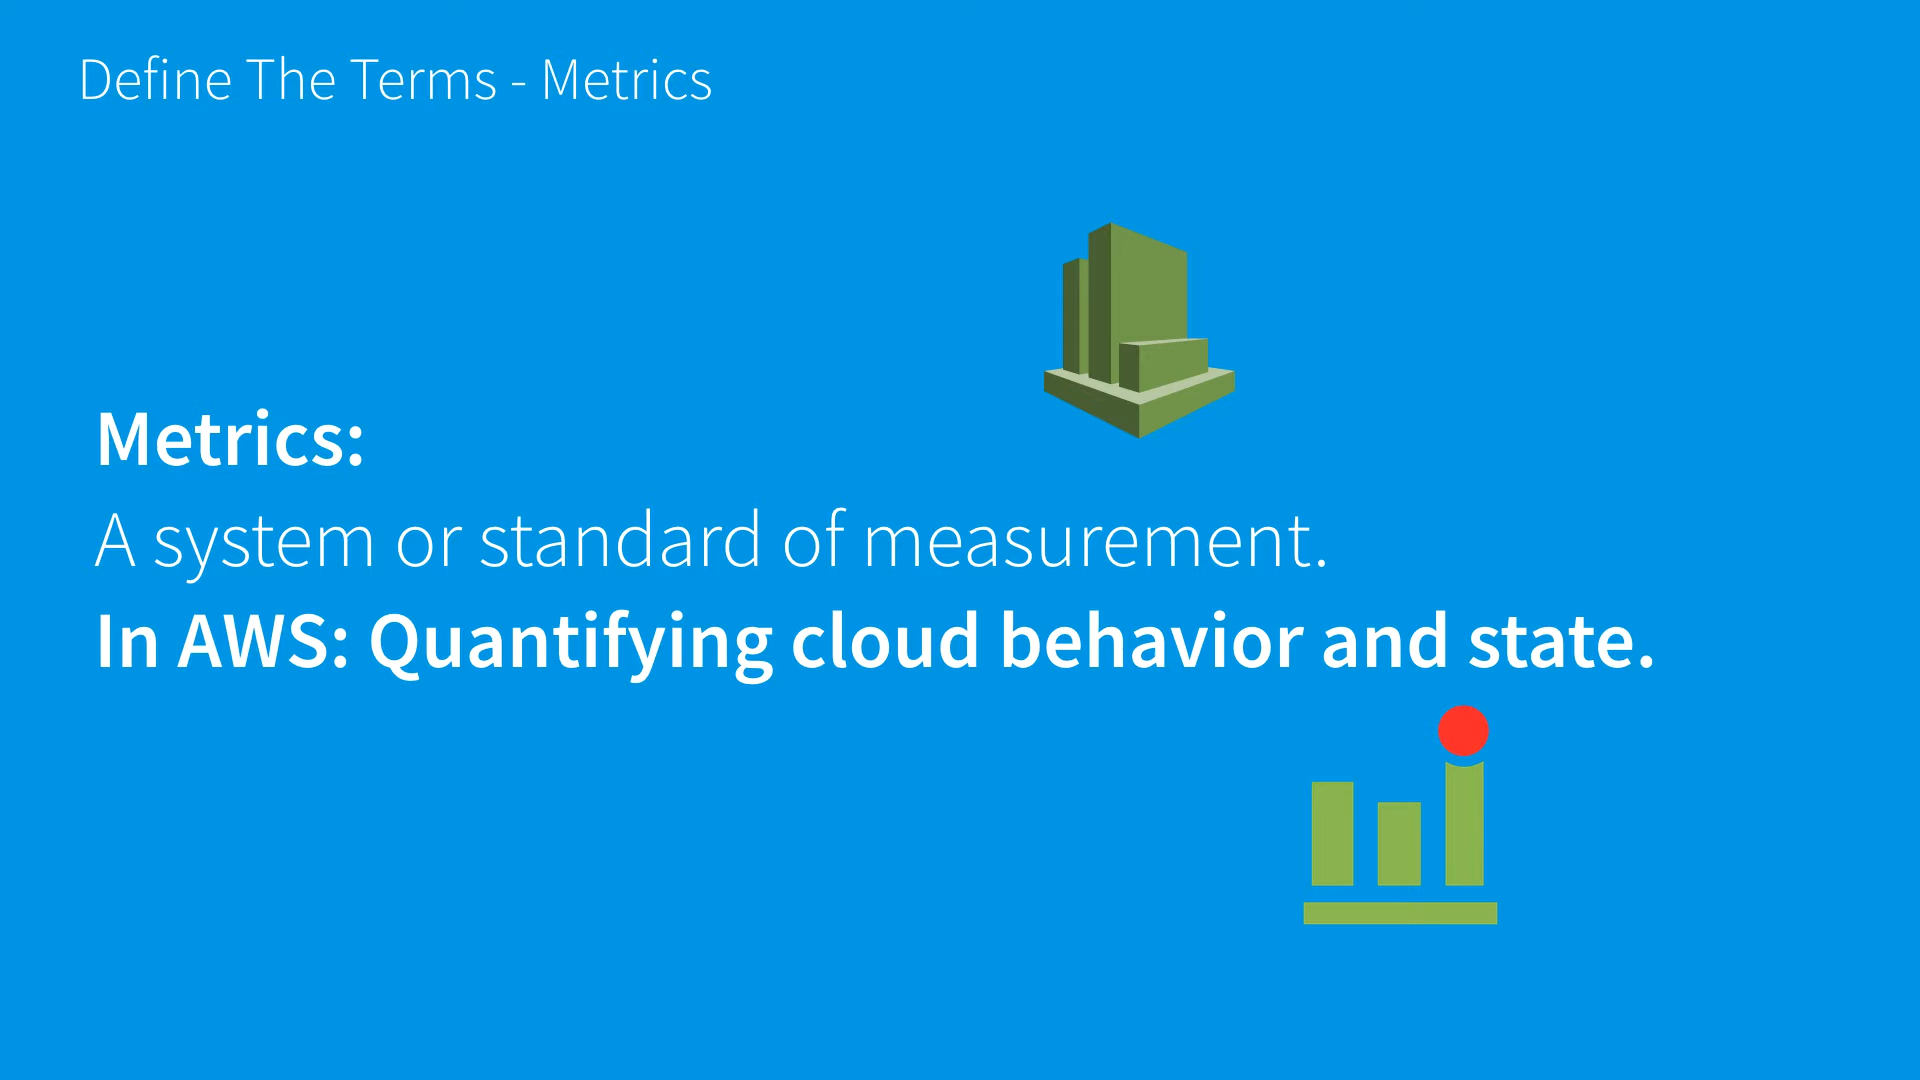 Define The Terms - Metrics
Metrics:
A system or standard of measurement.
In AWS: Quantifying cloud behavior and state.